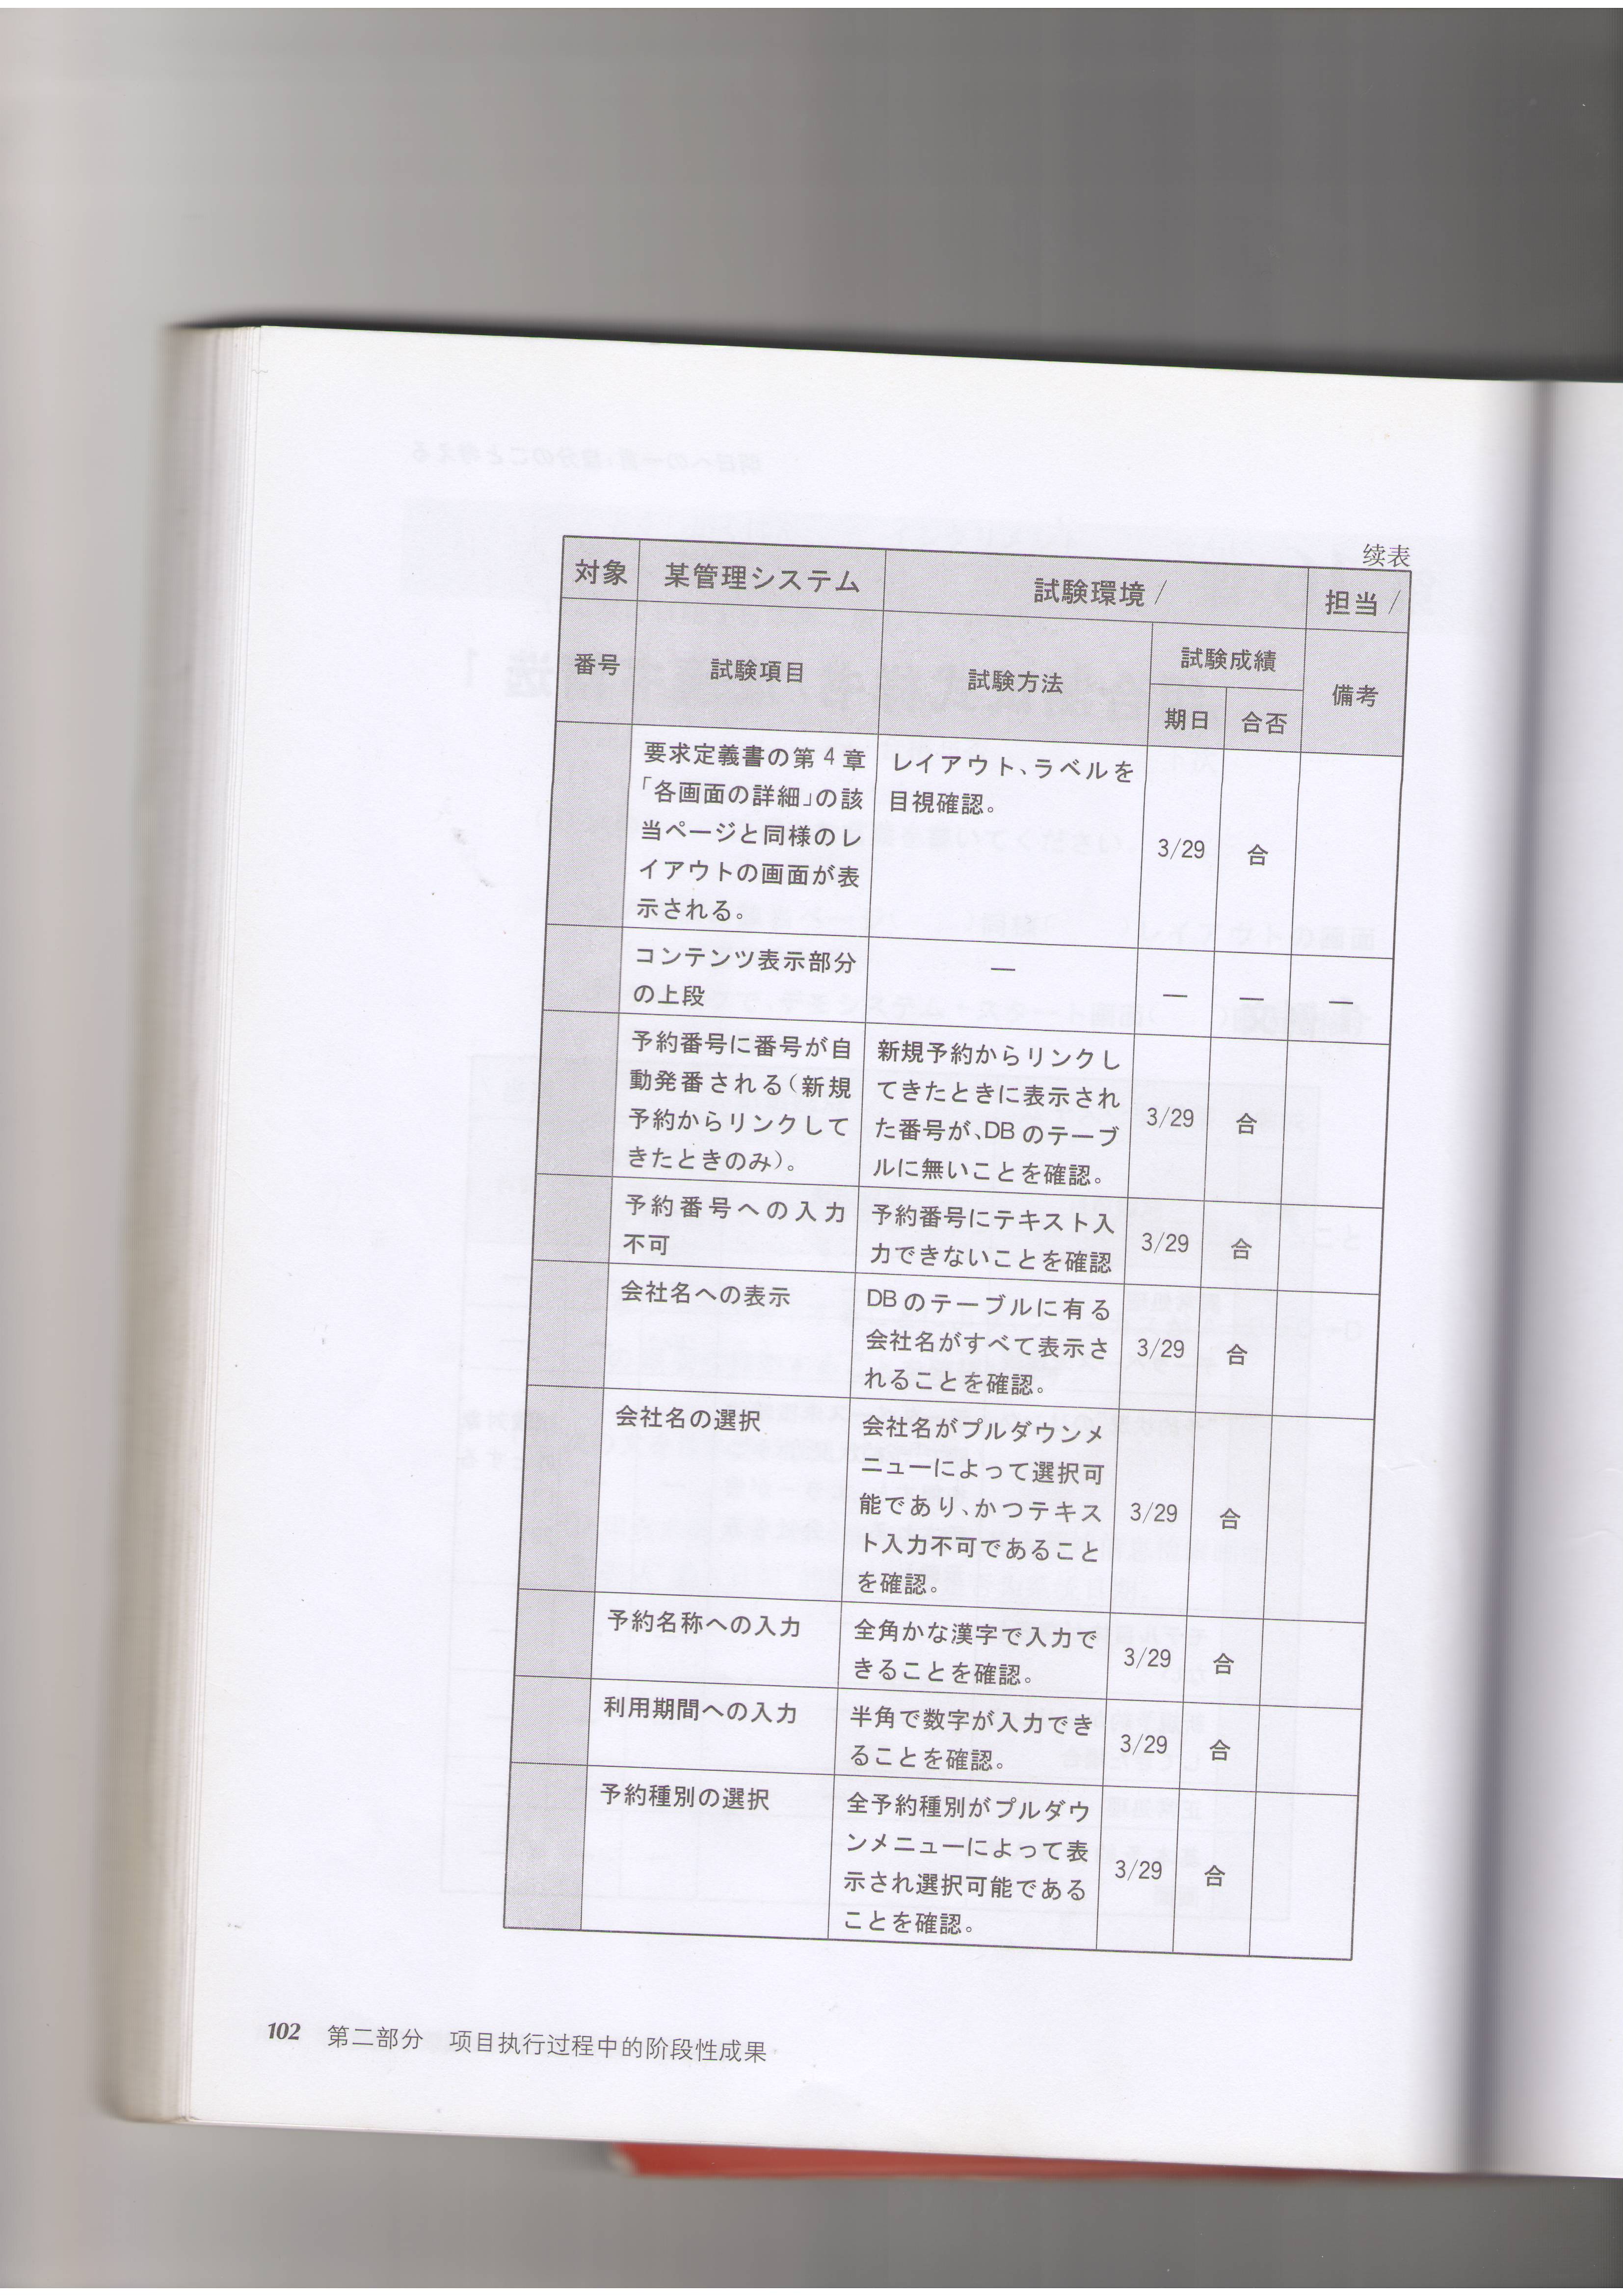 续表
対象 某管理システム 試験環境／ 担当／
番号 試験項目 試験方法 試験成績 備考
期日 合否
要求定義書の第4章
「各画面の詳細」の該
当ページと同様のレ
イアウトの画面が表
示される。
レイアウト、ラベルを
目視確認。
3/29 合
コンテンツ表示部分
の上段
— — — —
予約番号に番号が自
動発番される（新規
予約からリンクして
きたときのみ）。
新規予約からリンクし
てきたときに表示され
た番号が、DBのテーブ
ルに無いことを確認。
3/29 合
予約番号への入力
不可
予約番号にテキスト入
力できないことを確認
3/29 合
会社名への表示
DBのテーブルに有る
会社名がすべて表示さ
れることを確認。
3/29 合
会社名の選択
会社名がプルダウンメ
ニューによって選択可
能であり、かつテキス
ト入力不可であること
を確認。
3/29 合
予約名称への入力
全角かな漢字で入力で
きることを確認。
3/29 合
利用期間への入力
半角で数字が入力でき
ることを確認。
3/29 合
予約種別の選択
全予約種別がプルダウ
ンメニューによって表
示され選択可能である
ことを確認。
3/29 合
102 第二部分 项目执行过程中的阶段性成果